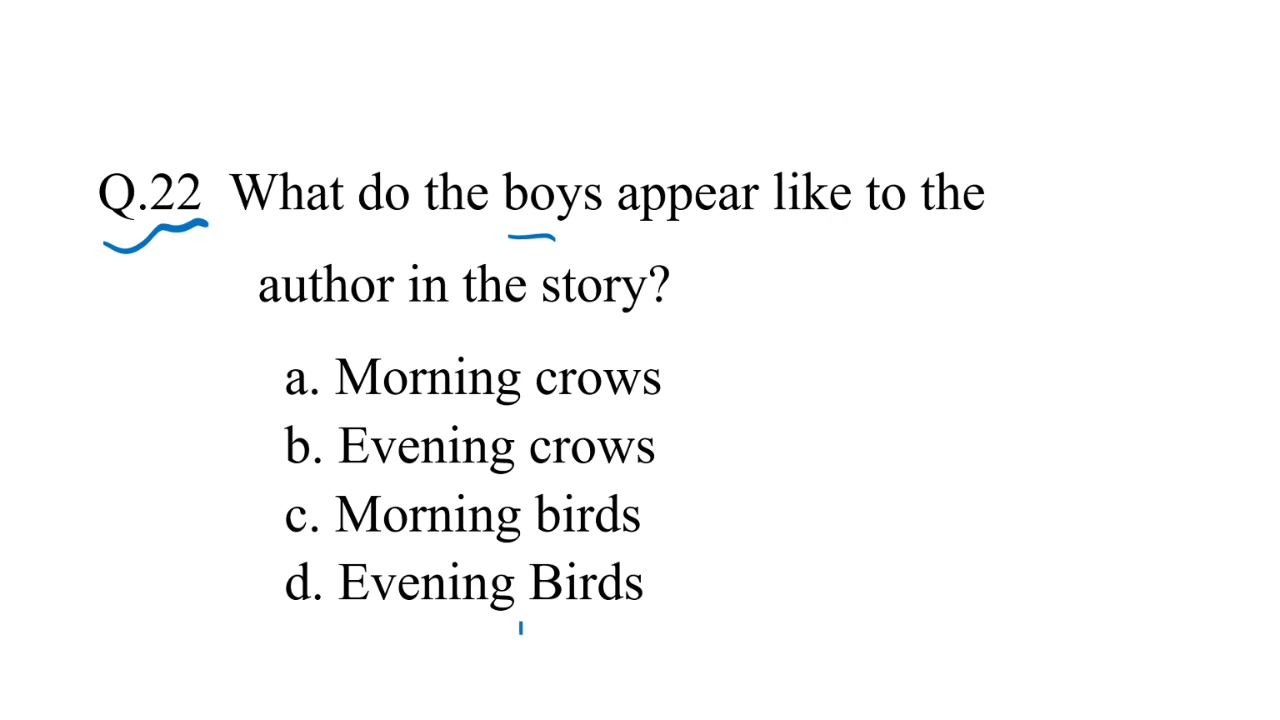 Q.22 What do the boys appear like to the
author in the story?
a. Morning crows
b. Evening crows
c. Morning birds
d. Evening Birds